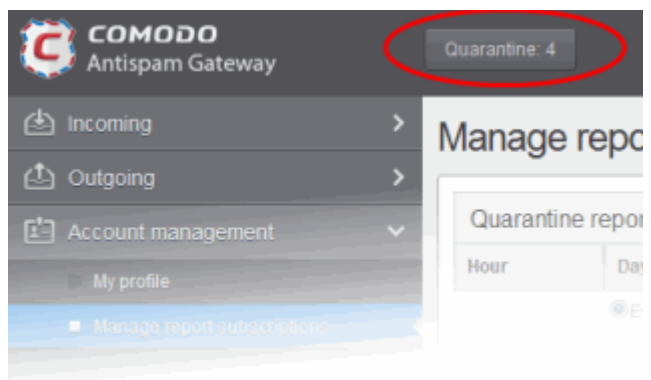 COMODO
Antispam Gateway
Quarantine: 4
Incoming
Outgoing
Account management
My profile
Manage report subscriptions
Manage repo
Quarantine repor
Hour Day